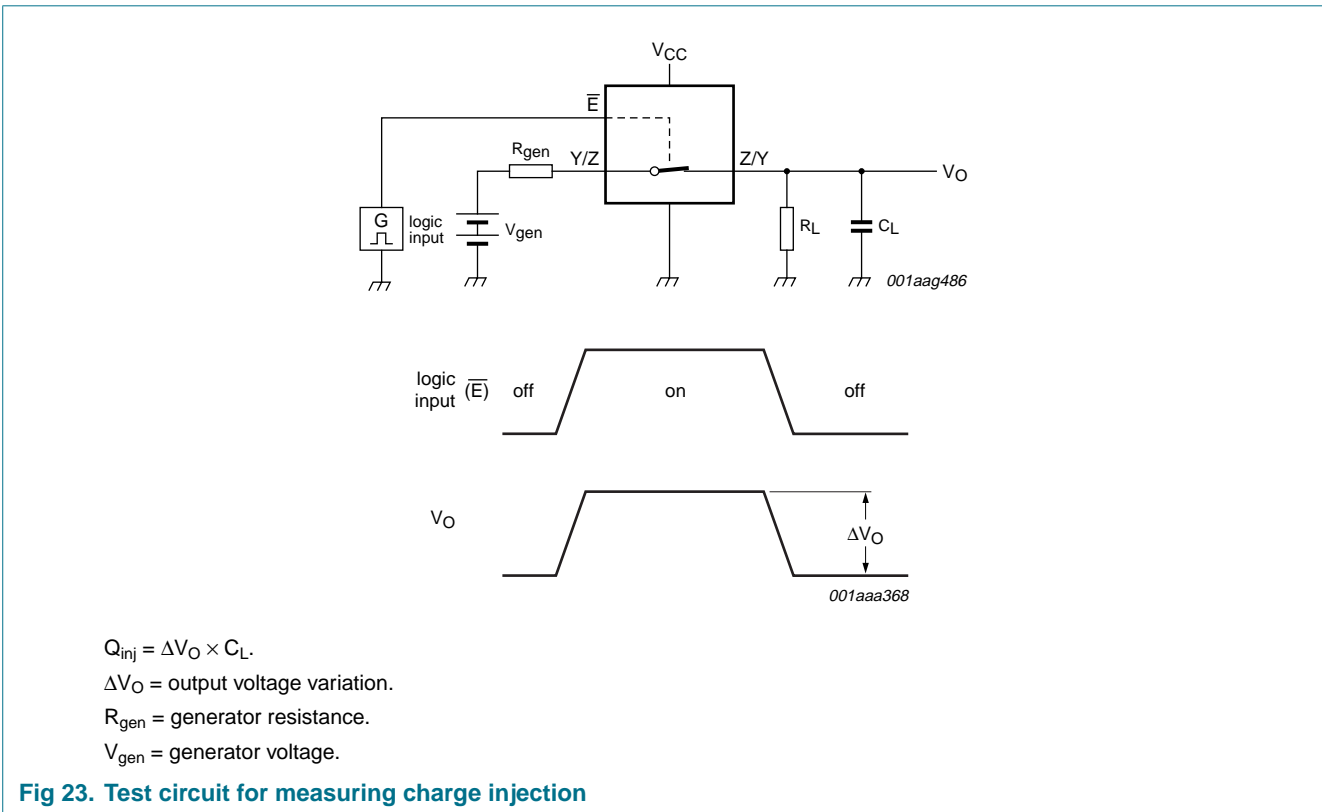 VCC
E̅
Rgen
Y/Z
Z/Y
VO
G
logic
input
Vgen
RL
CL
001aag486
logic
input
(E̅)
off
on
off
VO
ΔVO
001aaa368
Qinj = ΔVO × CL.
ΔVO = output voltage variation.
Rgen = generator resistance.
Vgen = generator voltage.
Fig 23. Test circuit for measuring charge injection